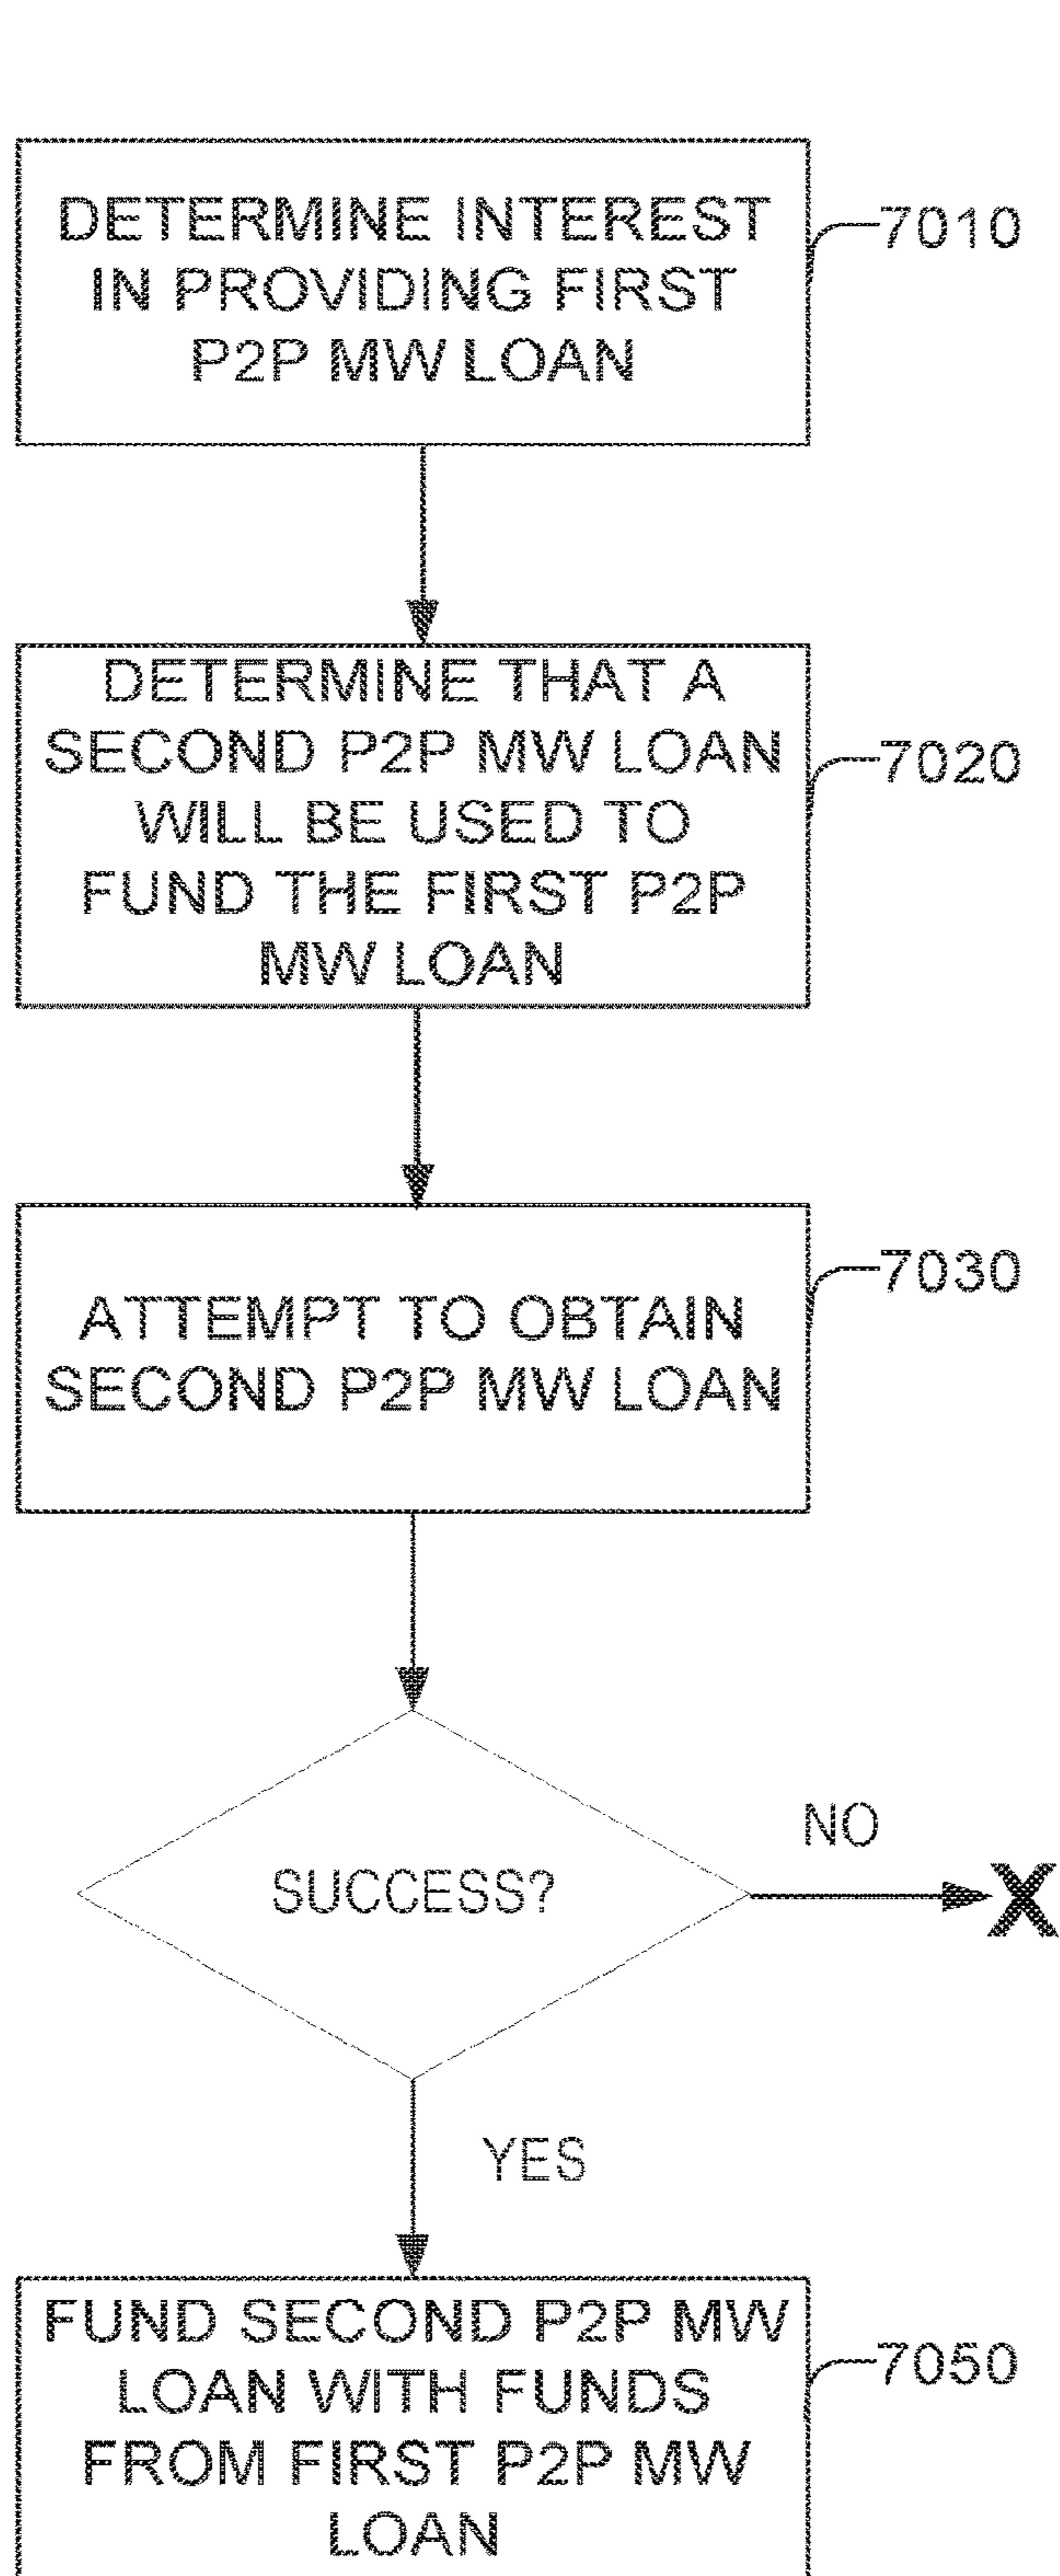 DETERMINE INTEREST
IN PROVIDING FIRST
P2P MW LOAN
7010
DETERMINE THAT A
SECOND P2P MW LOAN
WILL BE USED TO
FUND THE FIRST P2P
MW LOAN
7020
ATTEMPT TO OBTAIN
SECOND P2P MW LOAN
7030
SUCCESS?
NO
X
YES
FUND SECOND P2P MW
LOAN WITH FUNDS
FROM FIRST P2P MW
LOAN
7050